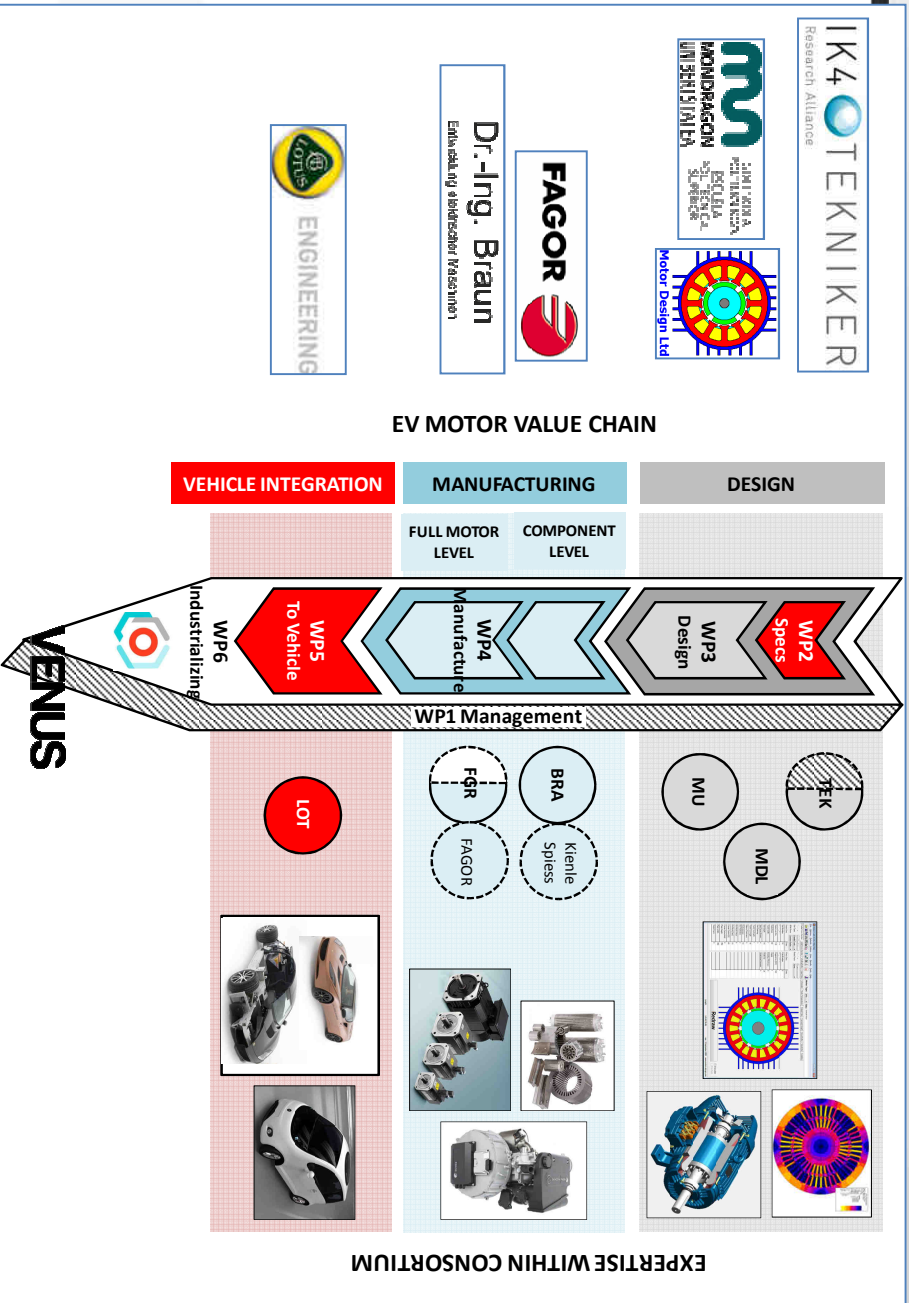 IK4 TEKNIKER
Research Alliance
MONDRAGON
UNIBERTSITATEA
ESCUELA
POLITÉCNICA
SUPERIOR
Motor Design Ltd
FAGOR
Dr.-Ing. Braun
Entwicklung elektrischer Maschinen
LOTUS
ENGINEERING
EV MOTOR VALUE CHAIN
VEHICLE INTEGRATION
MANUFACTURING
DESIGN
FULL MOTOR
LEVEL
COMPONENT
LEVEL
WP2
Specs
WP3
Design
WP4
Manufacture
WP5
To Vehicle
WP6
Industrializing
WP1 Management
VENUS
TEK
MU
MDL
BRA
Kienle
Spiess
FGR
FAGOR
LOT
EXPERTISE WITHIN CONSORTIUM